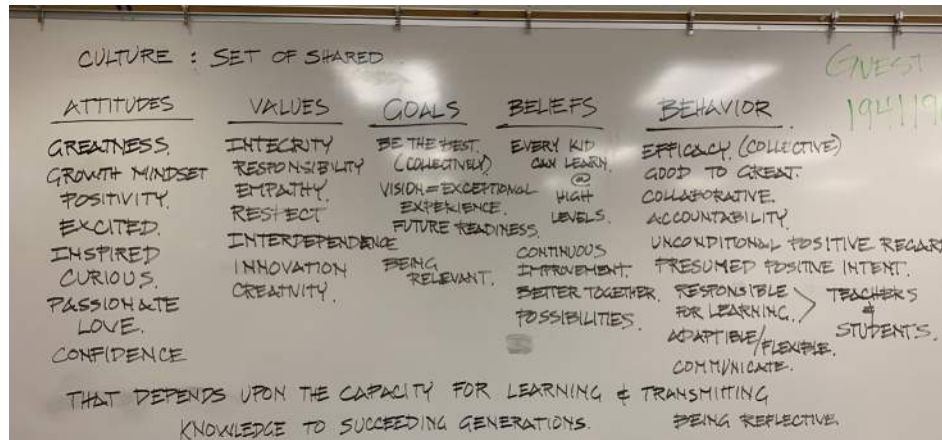 CULTURE : SET OF SHARED
GUEST
194119
ATTITUDES
GREATNESS.
GROWTH MINDSET
POSITIVITY.
EXCITED.
INSPIRED
CURIOUS.
PASSIONATE
LOVE.
CONFIDENCE
VALUES
INTEGRITY
RESPONSIBILITY
EMPATHY.
RESPECT
INTERDEPENDENCE
INNOVATION
CREATIVITY.
GOALS
BE THE BEST.
(COLLECTIVELY)
VISION = EXCEPTIONAL
EXPERIENCE.
FUTURE READINESS.
BEING
RELEVANT.
BELIEFS
EVERY KID
CAN LEARN
@
HIGH
LEVELS.
CONTINUOUS
IMPROVEMENT.
BETTER TOGETHER.
POSSIBILITIES.
BEHAVIOR
EFFICACY. (COLLECTIVE)
GOOD TO GREAT.
COLLABORATIVE.
ACCOUNTABILITY.
UNCONDITIONAL POSITIVE REGARD
PRESUMED POSITIVE INTENT.
RESPONSIBLE
FOR LEARNING.
TEACHERS
&
STUDENTS.
ADAPTIBLE/FLEXIBLE.
COMMUNICATE.
BEING REFLECTIVE.
THAT DEPENDS UPON THE CAPACITY FOR LEARNING & TRANSMITTING
KNOWLEDGE TO SUCCEEDING GENERATIONS.